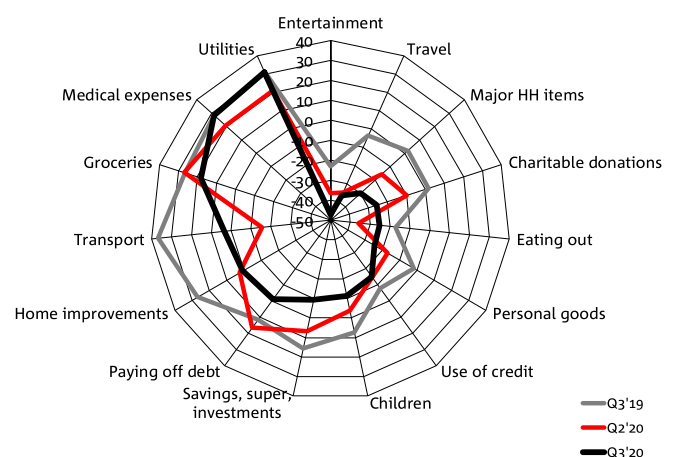 Entertainment
Utilities
40
Travel
30
20
Medical expenses
10
Major HH items
0
-10
Groceries
-20
Charitable donations
-30
-40
-50
Transport
Eating out
Home improvements
Personal goods
Paying off debt
Use of credit
Savings, super,
investments
Children
Q3'19
Q2'20
Q3'20